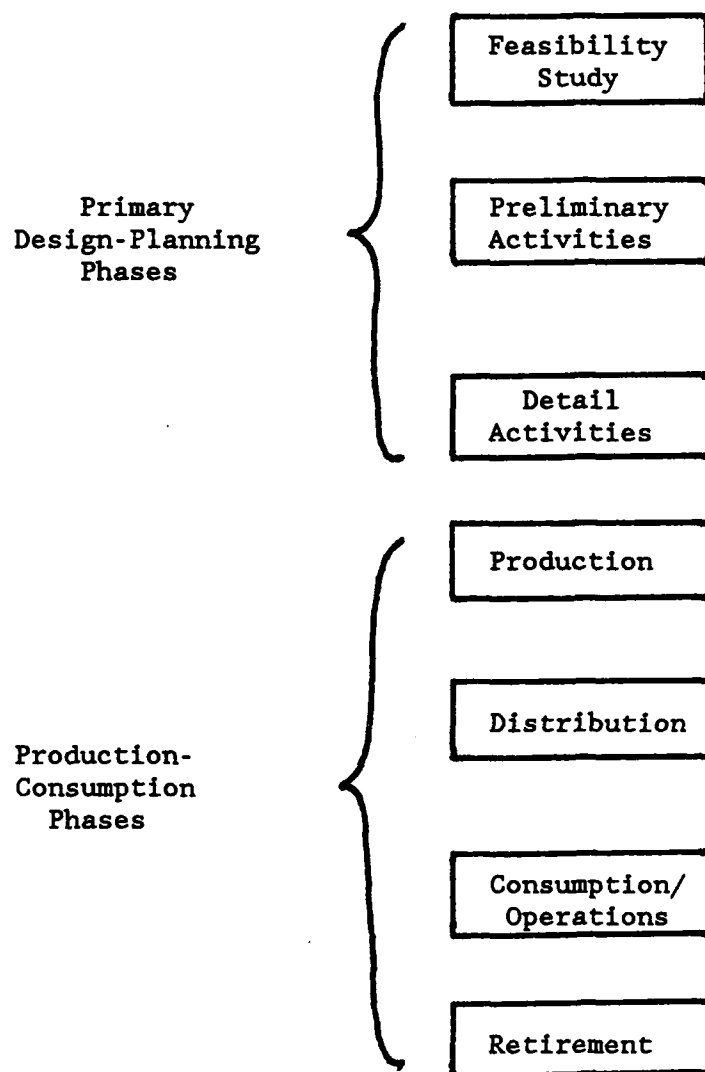 Feasibility
Study
Primary
Design-Planning
Phases
Preliminary
Activities
Detail
Activities
Production-
Consumption
Phases
Production
Distribution
Consumption/
Operations
Retirement